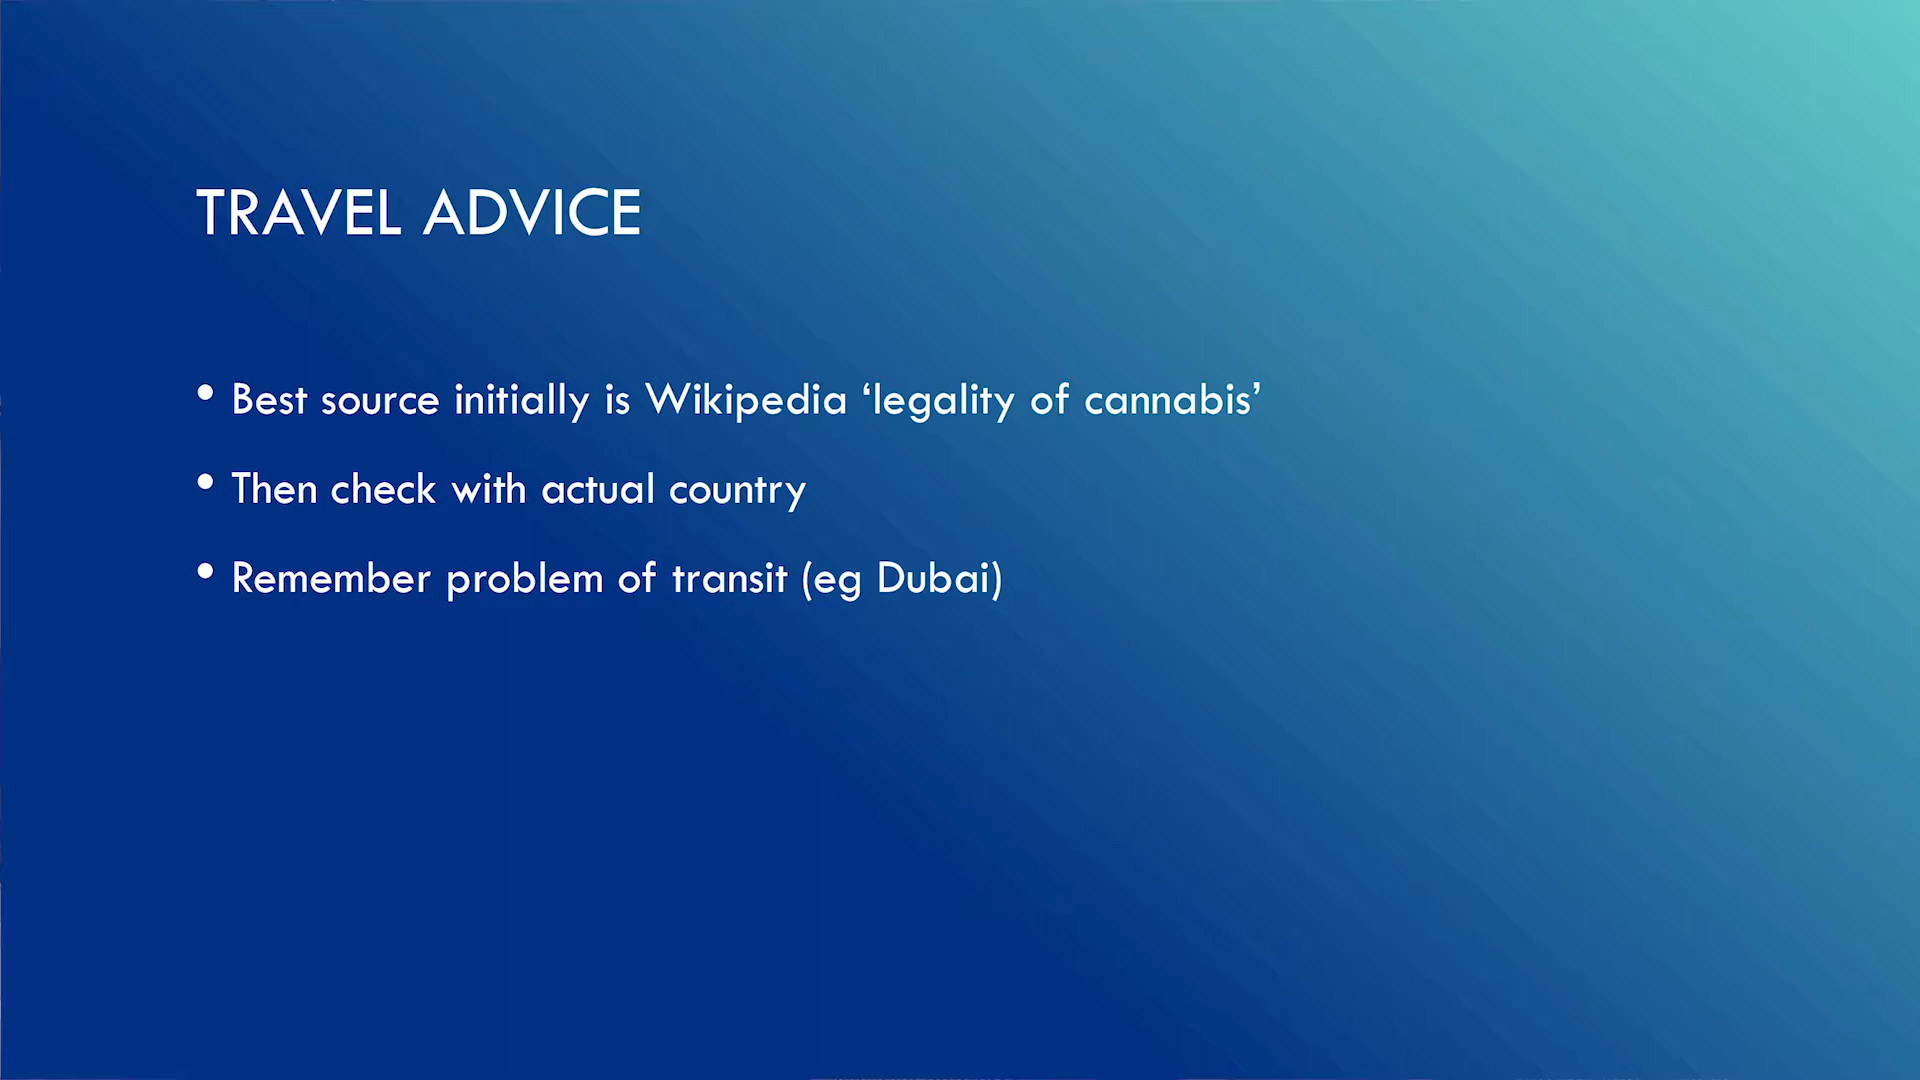 TRAVEL ADVICE
• Best source initially is Wikipedia ‘legality of cannabis’
• Then check with actual country
• Remember problem of transit (eg Dubai)